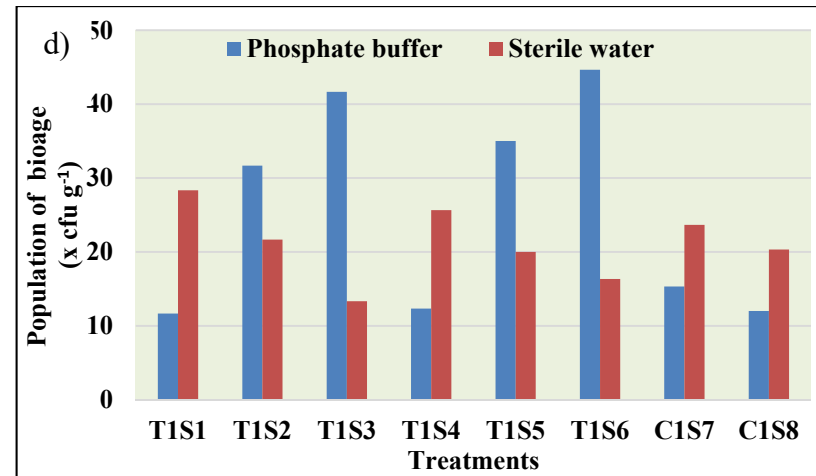 d)
Phosphate buffer
Sterile water
Population of bioage
(x cfu g⁻¹)
50
40
30
20
10
0
T1S1 T1S2 T1S3 T1S4 T1S5 T1S6 C1S7 C1S8
Treatments